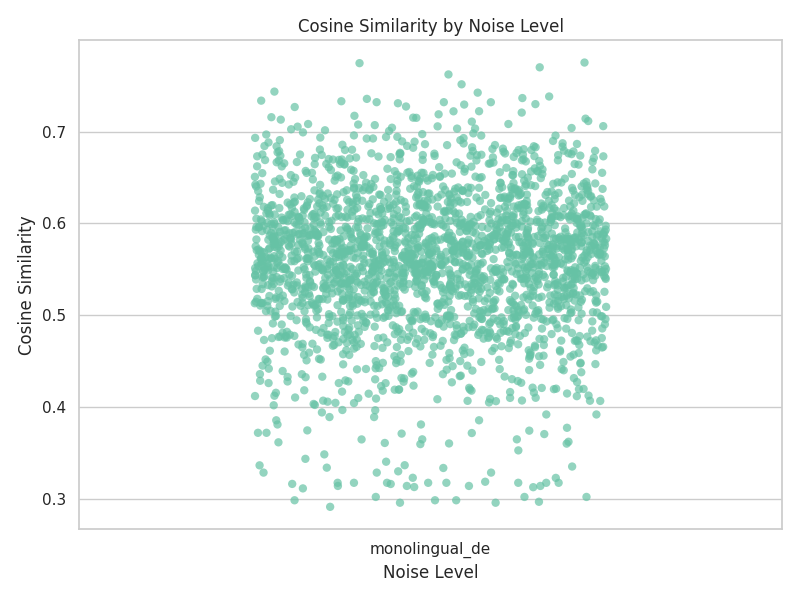 Cosine Similarity by Noise Level
Cosine Similarity
0.7
0.6
0.5
0.4
0.3
monolingual_de
Noise Level